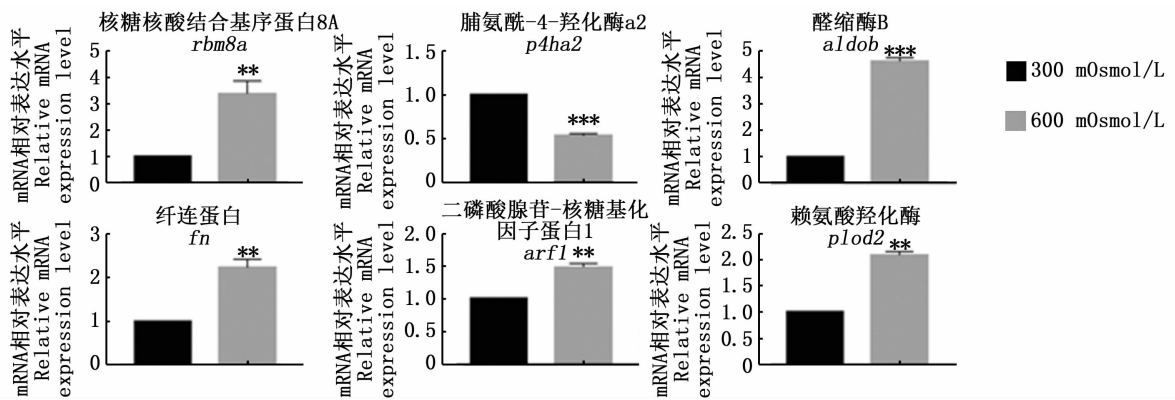 核糖核酸结合基序蛋白8A
rbm8a
mRNA相对表达水平
Relative mRNA
expression level
5
4
3
2
1
0
**
脯氨酰-4-羟化酶a2
p4ha2
mRNA相对表达水平
Relative mRNA
expression level
1.5
1.0
0.5
0
***
醛缩酶B
aldob
mRNA相对表达水平
Relative mRNA
expression level
5
4
3
2
1
0
***
300 mOsmol/L
600 mOsmol/L
纤连蛋白
fn
mRNA相对表达水平
Relative mRNA
expression level
3
2
1
0
**
二磷酸腺苷-核糖基化
因子蛋白1
arf1
mRNA相对表达水平
Relative mRNA
expression level
1.5
1.0
0.5
0
**
赖氨酸羟化酶
plod2
mRNA相对表达水平
Relative mRNA
expression level
2.5
2.0
1.5
1.0
0.5
0
**